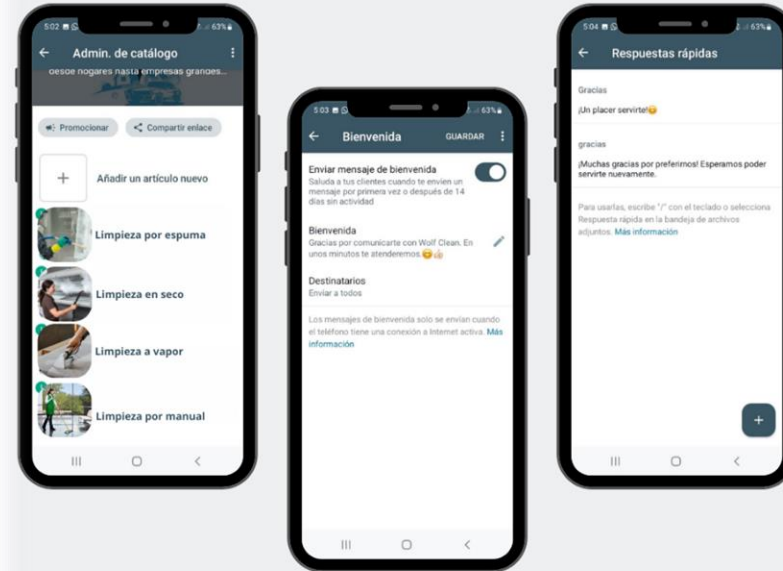 5:02
63%
Admin. de catálogo
desde hogares hasta empresas grandes...
Promocionar
Compartir enlace
Añadir un artículo nuevo
Limpieza por espuma
Limpieza en seco
Limpieza a vapor
Limpieza por manual
5:03
63%
Bienvenida
GUARDAR
Enviar mensaje de bienvenida
Saluda a tus clientes cuando te envíen un
mensaje por primera vez o después de 14
días sin actividad
Bienvenida
Gracias por comunicarte con Wolf Clean. En
unos minutos te atenderemos.😊👍
Destinatarios
Enviar a todos
Los mensajes de bienvenida solo se envían cuando
el teléfono tiene una conexión a Internet activa. Más
información
5:04
63%
Respuestas rápidas
Gracias
¡Un placer servirte!😊
gracias
¡Muchas gracias por preferirnos! Esperamos poder
servirte nuevamente.
Para usarlas, escribe "/" con el teclado o selecciona
Respuesta rápida en la bandeja de archivos
adjuntos. Más información